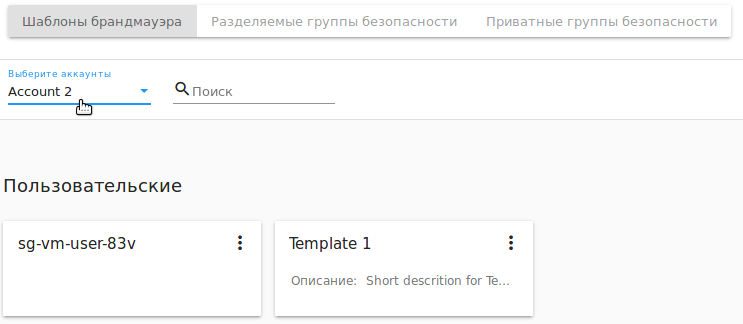 Шаблоны брандмауэра Разделяемые группы безопасности Приватные группы безопасности
Выберите аккаунты
Account 2 Поиск
Пользовательские
sg-vm-user-83v Template 1
Описание: Short descrition for Te...